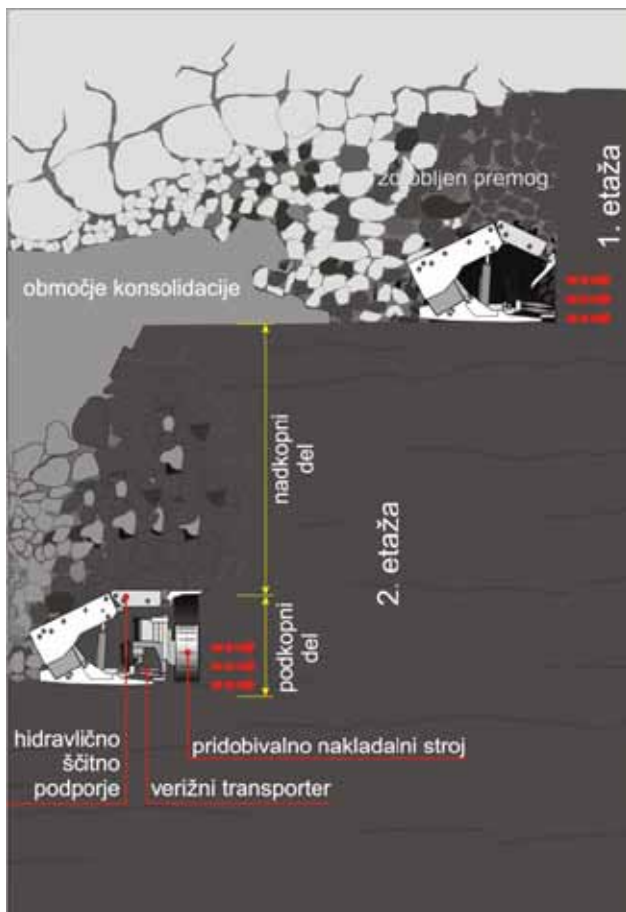 zdrobljen premog
1. etaža
območje konsolidacije
nadkopni
del
2. etaža
podkopni
del
hidravlično
ščitno
podporje
pridobivalno nakladalni stroj
verižni transporter